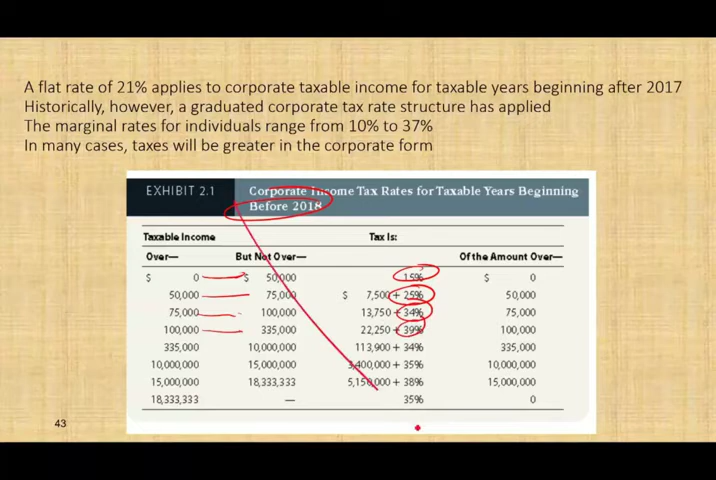 A flat rate of 21% applies to corporate taxable income for taxable years beginning after 2017
Historically, however, a graduated corporate tax rate structure has applied
The marginal rates for individuals range from 10% to 37%
In many cases, taxes will be greater in the corporate form
EXHIBIT 2.1 Corporate Income Tax Rates for Taxable Years Beginning
Before 2018
Taxable Income Tax Is:
Over— But Not Over— Of the Amount Over—
$ 0 $ 50,000 15% $ 0
50,000 75,000 $ 7,500 + 25% 50,000
75,000 100,000 13,750 + 34% 75,000
100,000 335,000 22,250 + 39% 100,000
335,000 10,000,000 113,900 + 34% 335,000
10,000,000 15,000,000 3,400,000 + 35% 10,000,000
15,000,000 18,333,333 5,150,000 + 38% 15,000,000
18,333,333 — 35% 0
43